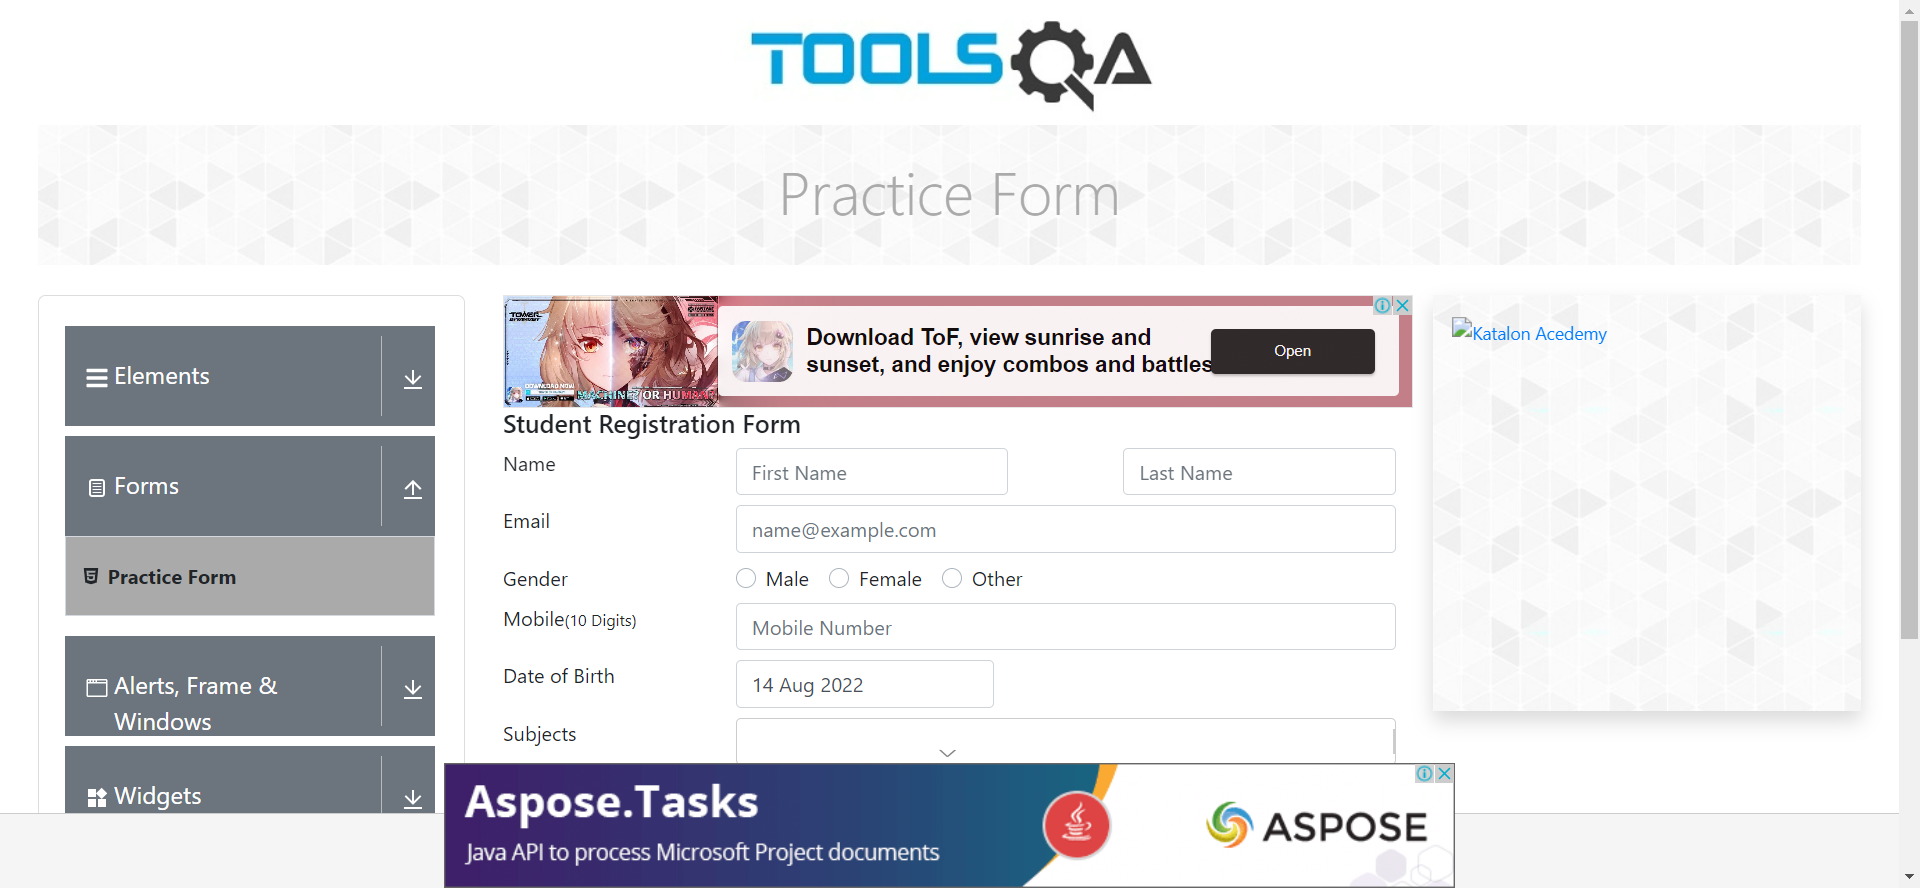 TOOLSQA
Practice Form
Elements
Forms
Practice Form
Alerts, Frame &
Windows
Widgets
TOWER
DOWNLOAD NOW
MACHINE? OR HUMAN?
Download ToF, view sunrise and
sunset, and enjoy combos and battles
Open
Katalon Acedemy
Student Registration Form
Name
First Name
Last Name
Email
name@example.com
Gender
Male
Female
Other
Mobile(10 Digits)
Mobile Number
Date of Birth
14 Aug 2022
Subjects
Aspose.Tasks
Java API to process Microsoft Project documents
ASPOSE